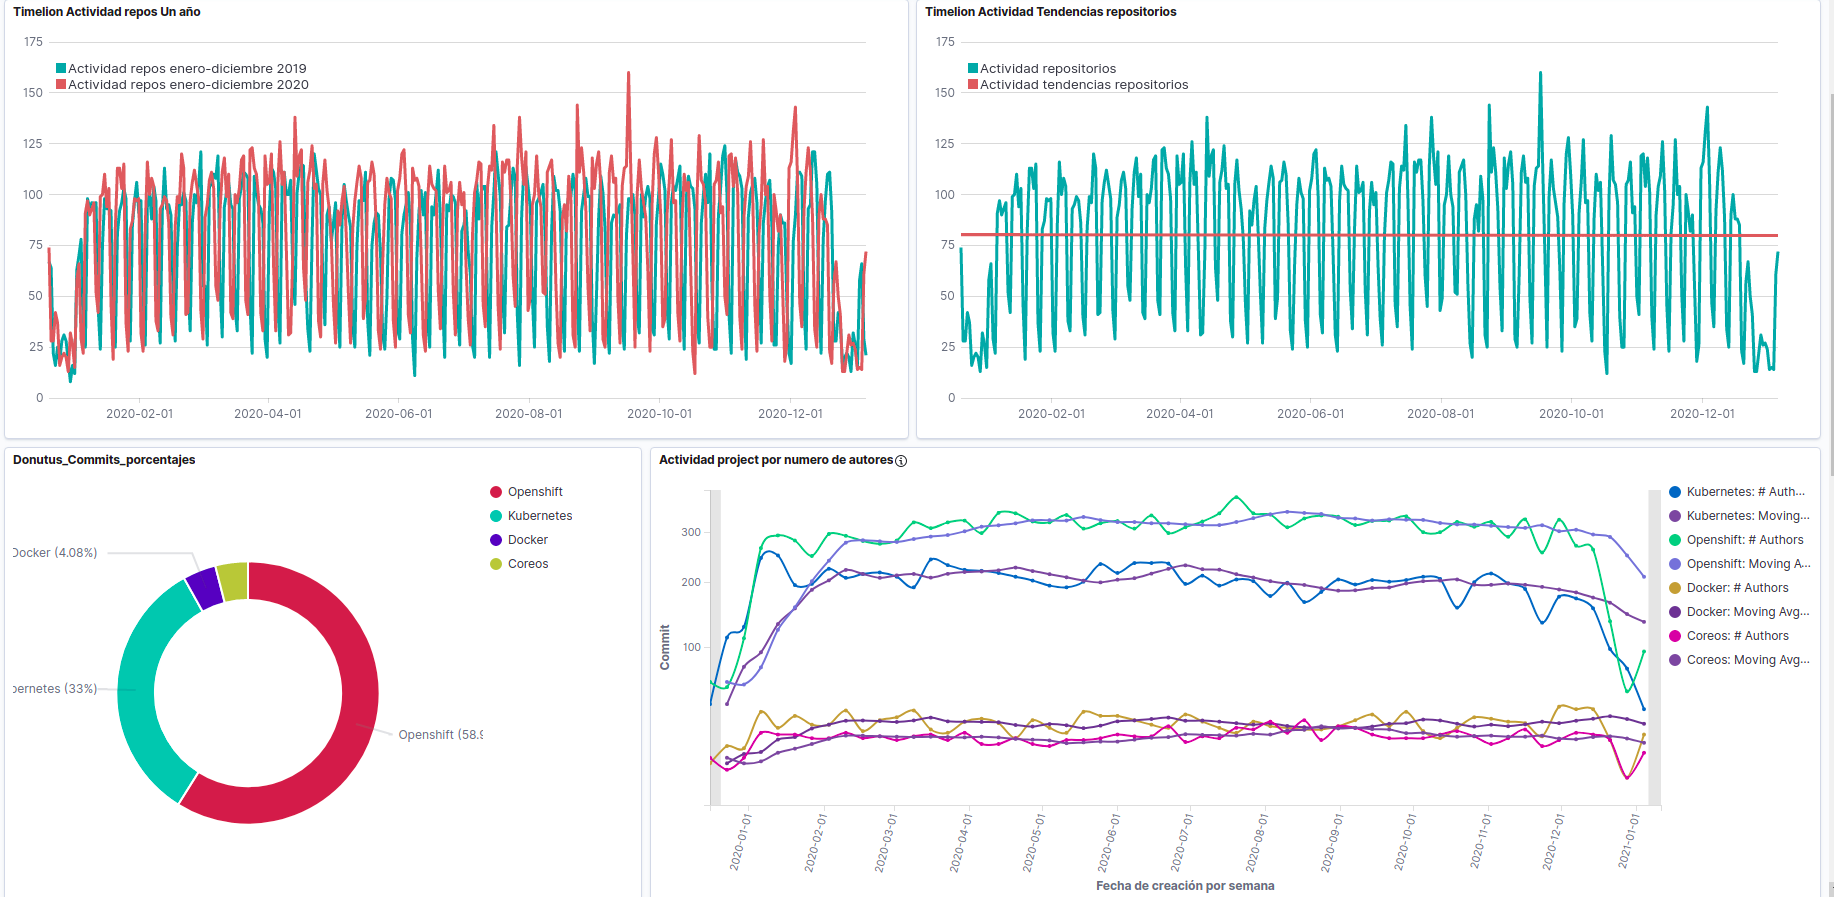 Timelion Actividad repos Un año
175
150
125
100
75
50
25
0
Actividad repos enero-diciembre 2019
Actividad repos enero-diciembre 2020
2020-02-01 2020-04-01 2020-06-01 2020-08-01 2020-10-01 2020-12-01
Timelion Actividad Tendencias repositorios
175
150
125
100
75
50
25
0
Actividad repositorios
Actividad tendencias repositorios
2020-02-01 2020-04-01 2020-06-01 2020-08-01 2020-10-01 2020-12-01
Donutus_Commits_porcentajes
Openshift
Kubernetes
Docker
Coreos
Docker (4.08%)
bernetes (33%)
Openshift (58.9
Actividad project por numero de autores
300
200
100
Commit
2020-01-01 2020-02-01 2020-03-01 2020-04-01 2020-05-01 2020-06-01 2020-07-01 2020-08-01 2020-09-01 2020-10-01 2020-11-01 2020-12-01 2021-01-01
Fecha de creación por semana
Kubernetes: # Auth...
Kubernetes: Moving...
Openshift: # Authors
Openshift: Moving A...
Docker: # Authors
Docker: Moving Avg...
Coreos: # Authors
Coreos: Moving Avg...